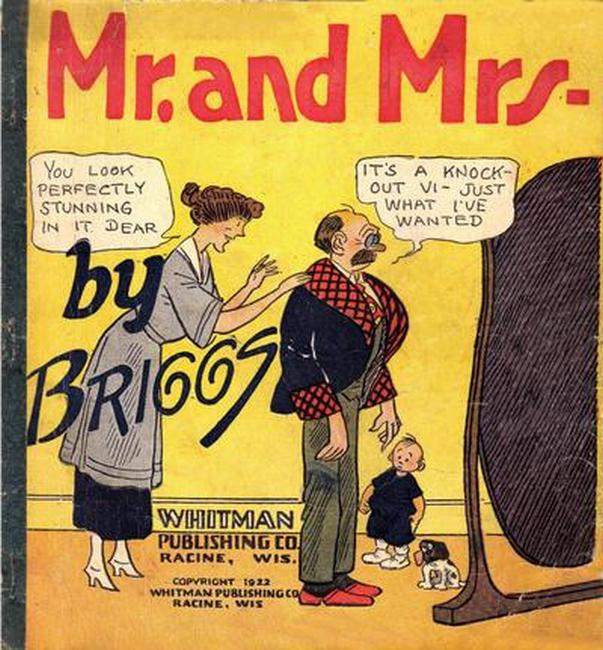 Mr. and Mrs-
YOU LOOK
PERFECTLY
STUNNING
IN IT DEAR
IT'S A KNOCK-
OUT VI- JUST
WHAT I'VE
WANTED
by
BRIGGS
WHITMAN
PUBLISHING CO.
RACINE, WIS.
COPYRIGHT 1922
WHITMAN PUBLISHING CO
RACINE, WIS